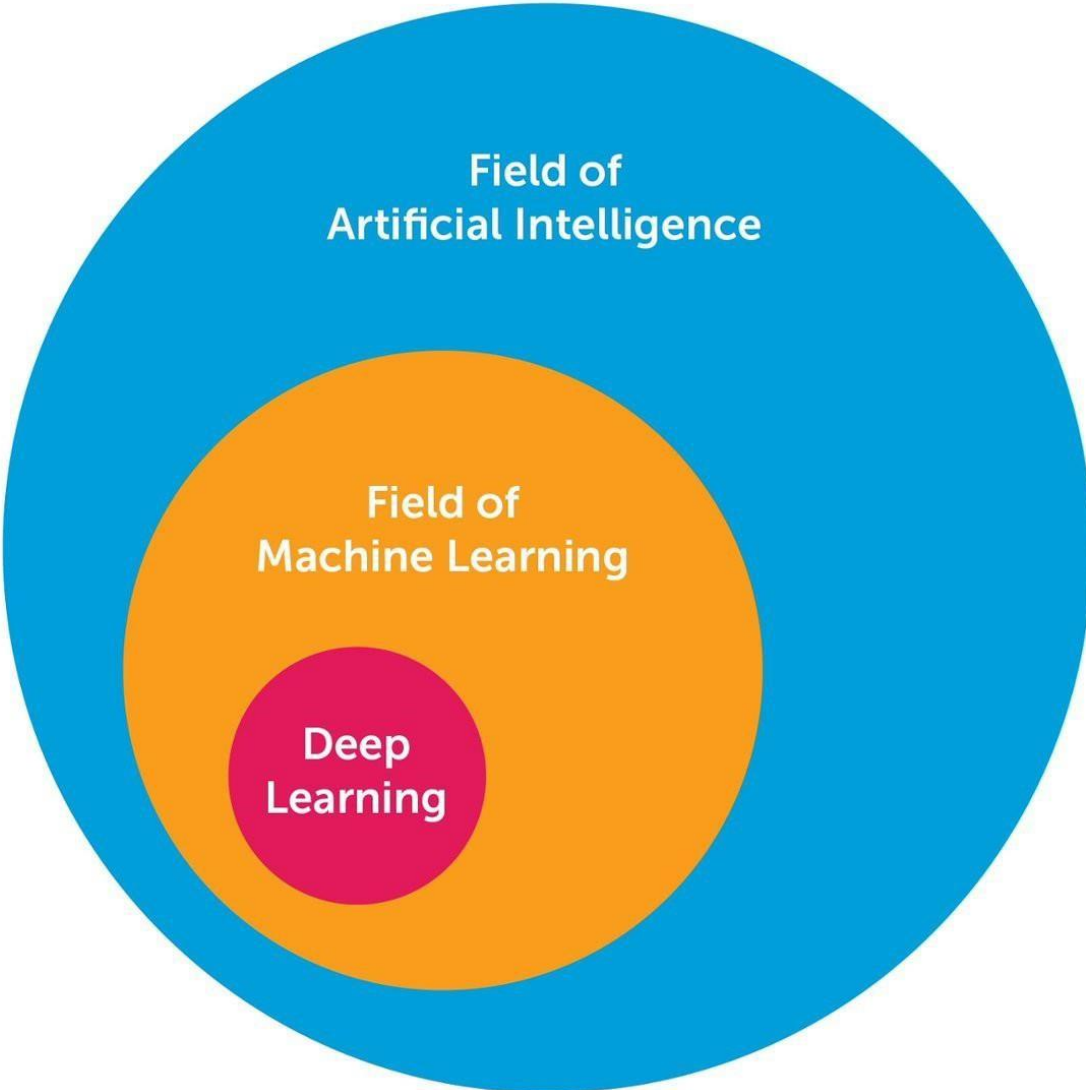 Field of
Artificial Intelligence
Field of
Machine Learning
Deep
Learning